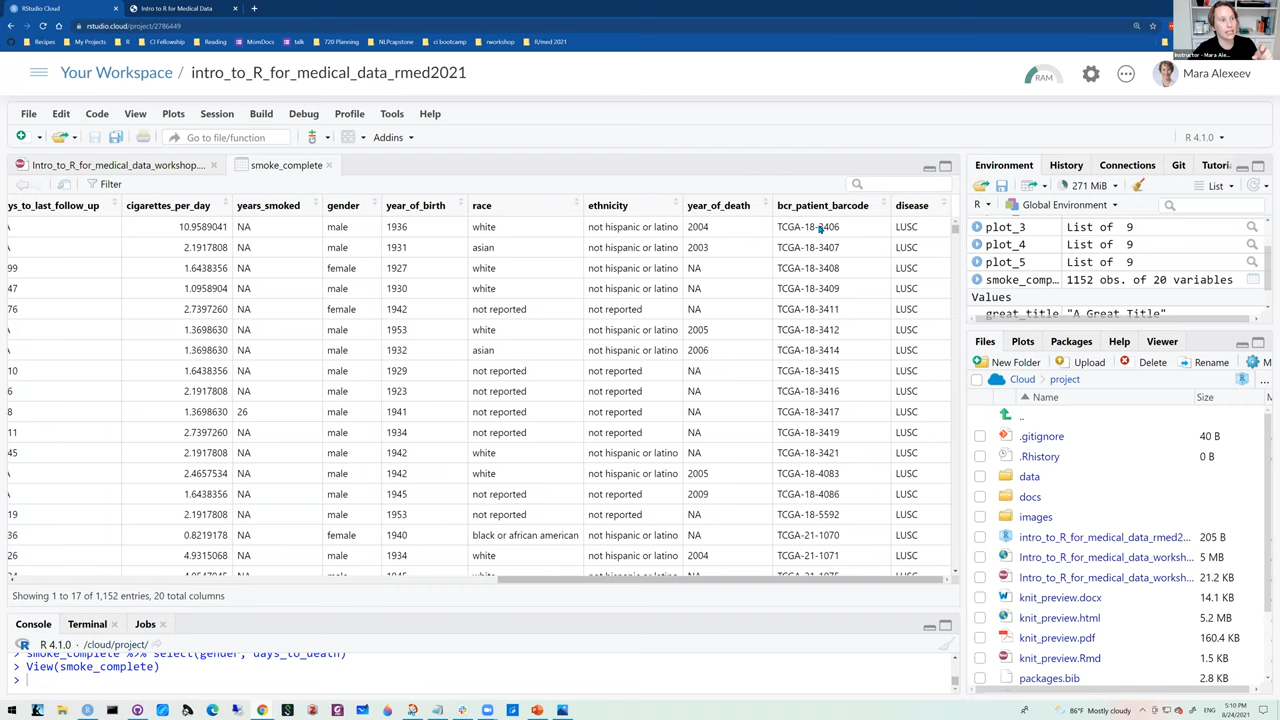 RStudio Cloud
Intro to R for Medical Data
rstudio.cloud/project/2786449
Recipes My Projects R CI Fellowship Reading MomDocs talk 720 Planning NLPcapstone ci bootcamp rworkshop R/med 2021
Instructor - Mara Ale...
Your Workspace / intro_to_R_for_medical_data_rmed2021
RAM
Mara Alexeev
File Edit Code View Plots Session Build Debug Profile Tools Help
Go to file/function
Addins
R 4.1.0
Intro_to_R_for_medical_data_workshop....
smoke_complete
Filter
ys_to_last_follow_up cigarettes_per_day years_smoked gender year_of_birth race ethnicity year_of_death bcr_patient_barcode disease
10.9589041 NA male 1936 white not hispanic or latino 2004 TCGA-18-3406 LUSC
2.1917808 NA male 1931 asian not hispanic or latino 2003 TCGA-18-3407 LUSC
99 1.6438356 NA female 1927 white not hispanic or latino NA TCGA-18-3408 LUSC
47 1.0958904 NA male 1930 white not hispanic or latino NA TCGA-18-3409 LUSC
76 2.7397260 NA female 1942 not reported not reported NA TCGA-18-3411 LUSC
1.3698630 NA male 1953 white not hispanic or latino 2005 TCGA-18-3412 LUSC
1.3698630 NA male 1932 asian not hispanic or latino 2006 TCGA-18-3414 LUSC
10 1.6438356 NA male 1929 not reported not reported NA TCGA-18-3415 LUSC
6 2.1917808 NA male 1923 not reported not reported NA TCGA-18-3416 LUSC
8 1.3698630 26 male 1941 not reported not reported NA TCGA-18-3417 LUSC
11 2.7397260 NA male 1934 not reported not reported NA TCGA-18-3419 LUSC
45 2.1917808 NA male 1942 white not hispanic or latino NA TCGA-18-3421 LUSC
2.4657534 NA male 1942 white not hispanic or latino 2005 TCGA-18-4083 LUSC
1.6438356 NA male 1945 not reported not reported 2009 TCGA-18-4086 LUSC
19 2.1917808 NA male 1953 not reported not reported NA TCGA-18-5592 LUSC
36 0.8219178 NA female 1940 black or african american not hispanic or latino NA TCGA-21-1070 LUSC
26 4.9315068 NA male 1934 white not hispanic or latino 2004 TCGA-21-1071 LUSC
Showing 1 to 17 of 1,152 entries, 20 total columns
Console Terminal Jobs
R 4.1.0 · /cloud/project/
> smoke_complete %>% select(gender, days_to_death)
> View(smoke_complete)
>
Environment History Connections Git Tutori
271 MiB
List
R Global Environment
plot_3 List of 9
plot_4 List of 9
plot_5 List of 9
smoke_comp... 1152 obs. of 20 variables
Values
great_title "A Great Title"
Files Plots Packages Help Viewer
New Folder Upload Delete Rename M
Cloud project ...
Name Size
..
.gitignore 40 B
.Rhistory 0 B
data
docs
images
intro_to_R_for_medical_data_rmed2... 205 B
Intro_to_R_for_medical_data_worksh... 5 MB
Intro_to_R_for_medical_data_worksh... 21.2 KB
knit_preview.docx 14.1 KB
knit_preview.html 5.2 MB
knit_preview.pdf 160.4 KB
knit_preview.Rmd 1.5 KB
packages.bib 2.8 KB
86°F Mostly cloudy
ENG
5:10 PM
8/24/2021